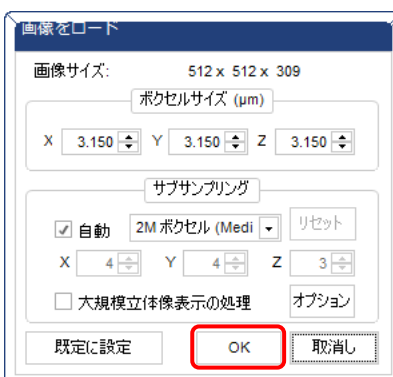 画像をロード
画像サイズ: 512 x 512 x 309
ボクセルサイズ (µm)
X 3.150 Y 3.150 Z 3.150
サブサンプリング
自動 2M ボクセル (Medi リセット
X 4 Y 4 Z 3
大規模立体像表示の処理 オプション
既定に設定 OK 取消し